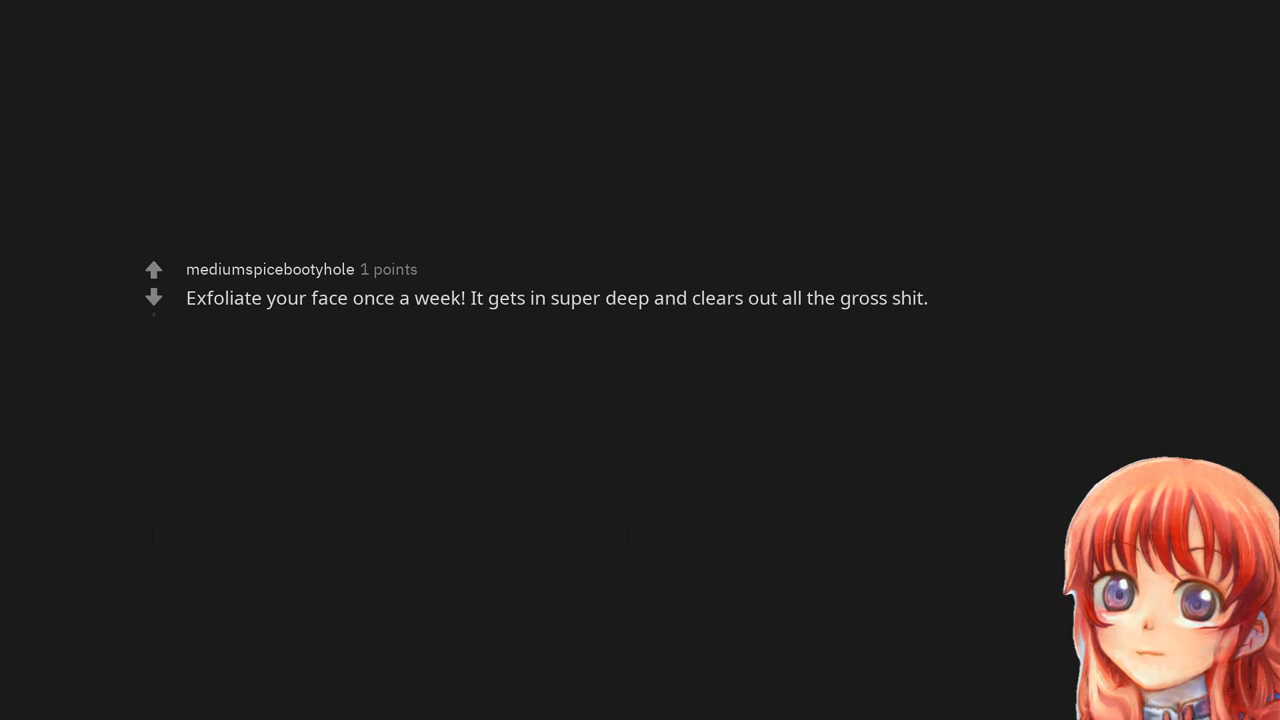 mediumspicebootyhole 1 points
Exfoliate your face once a week! It gets in super deep and clears out all the gross shit.